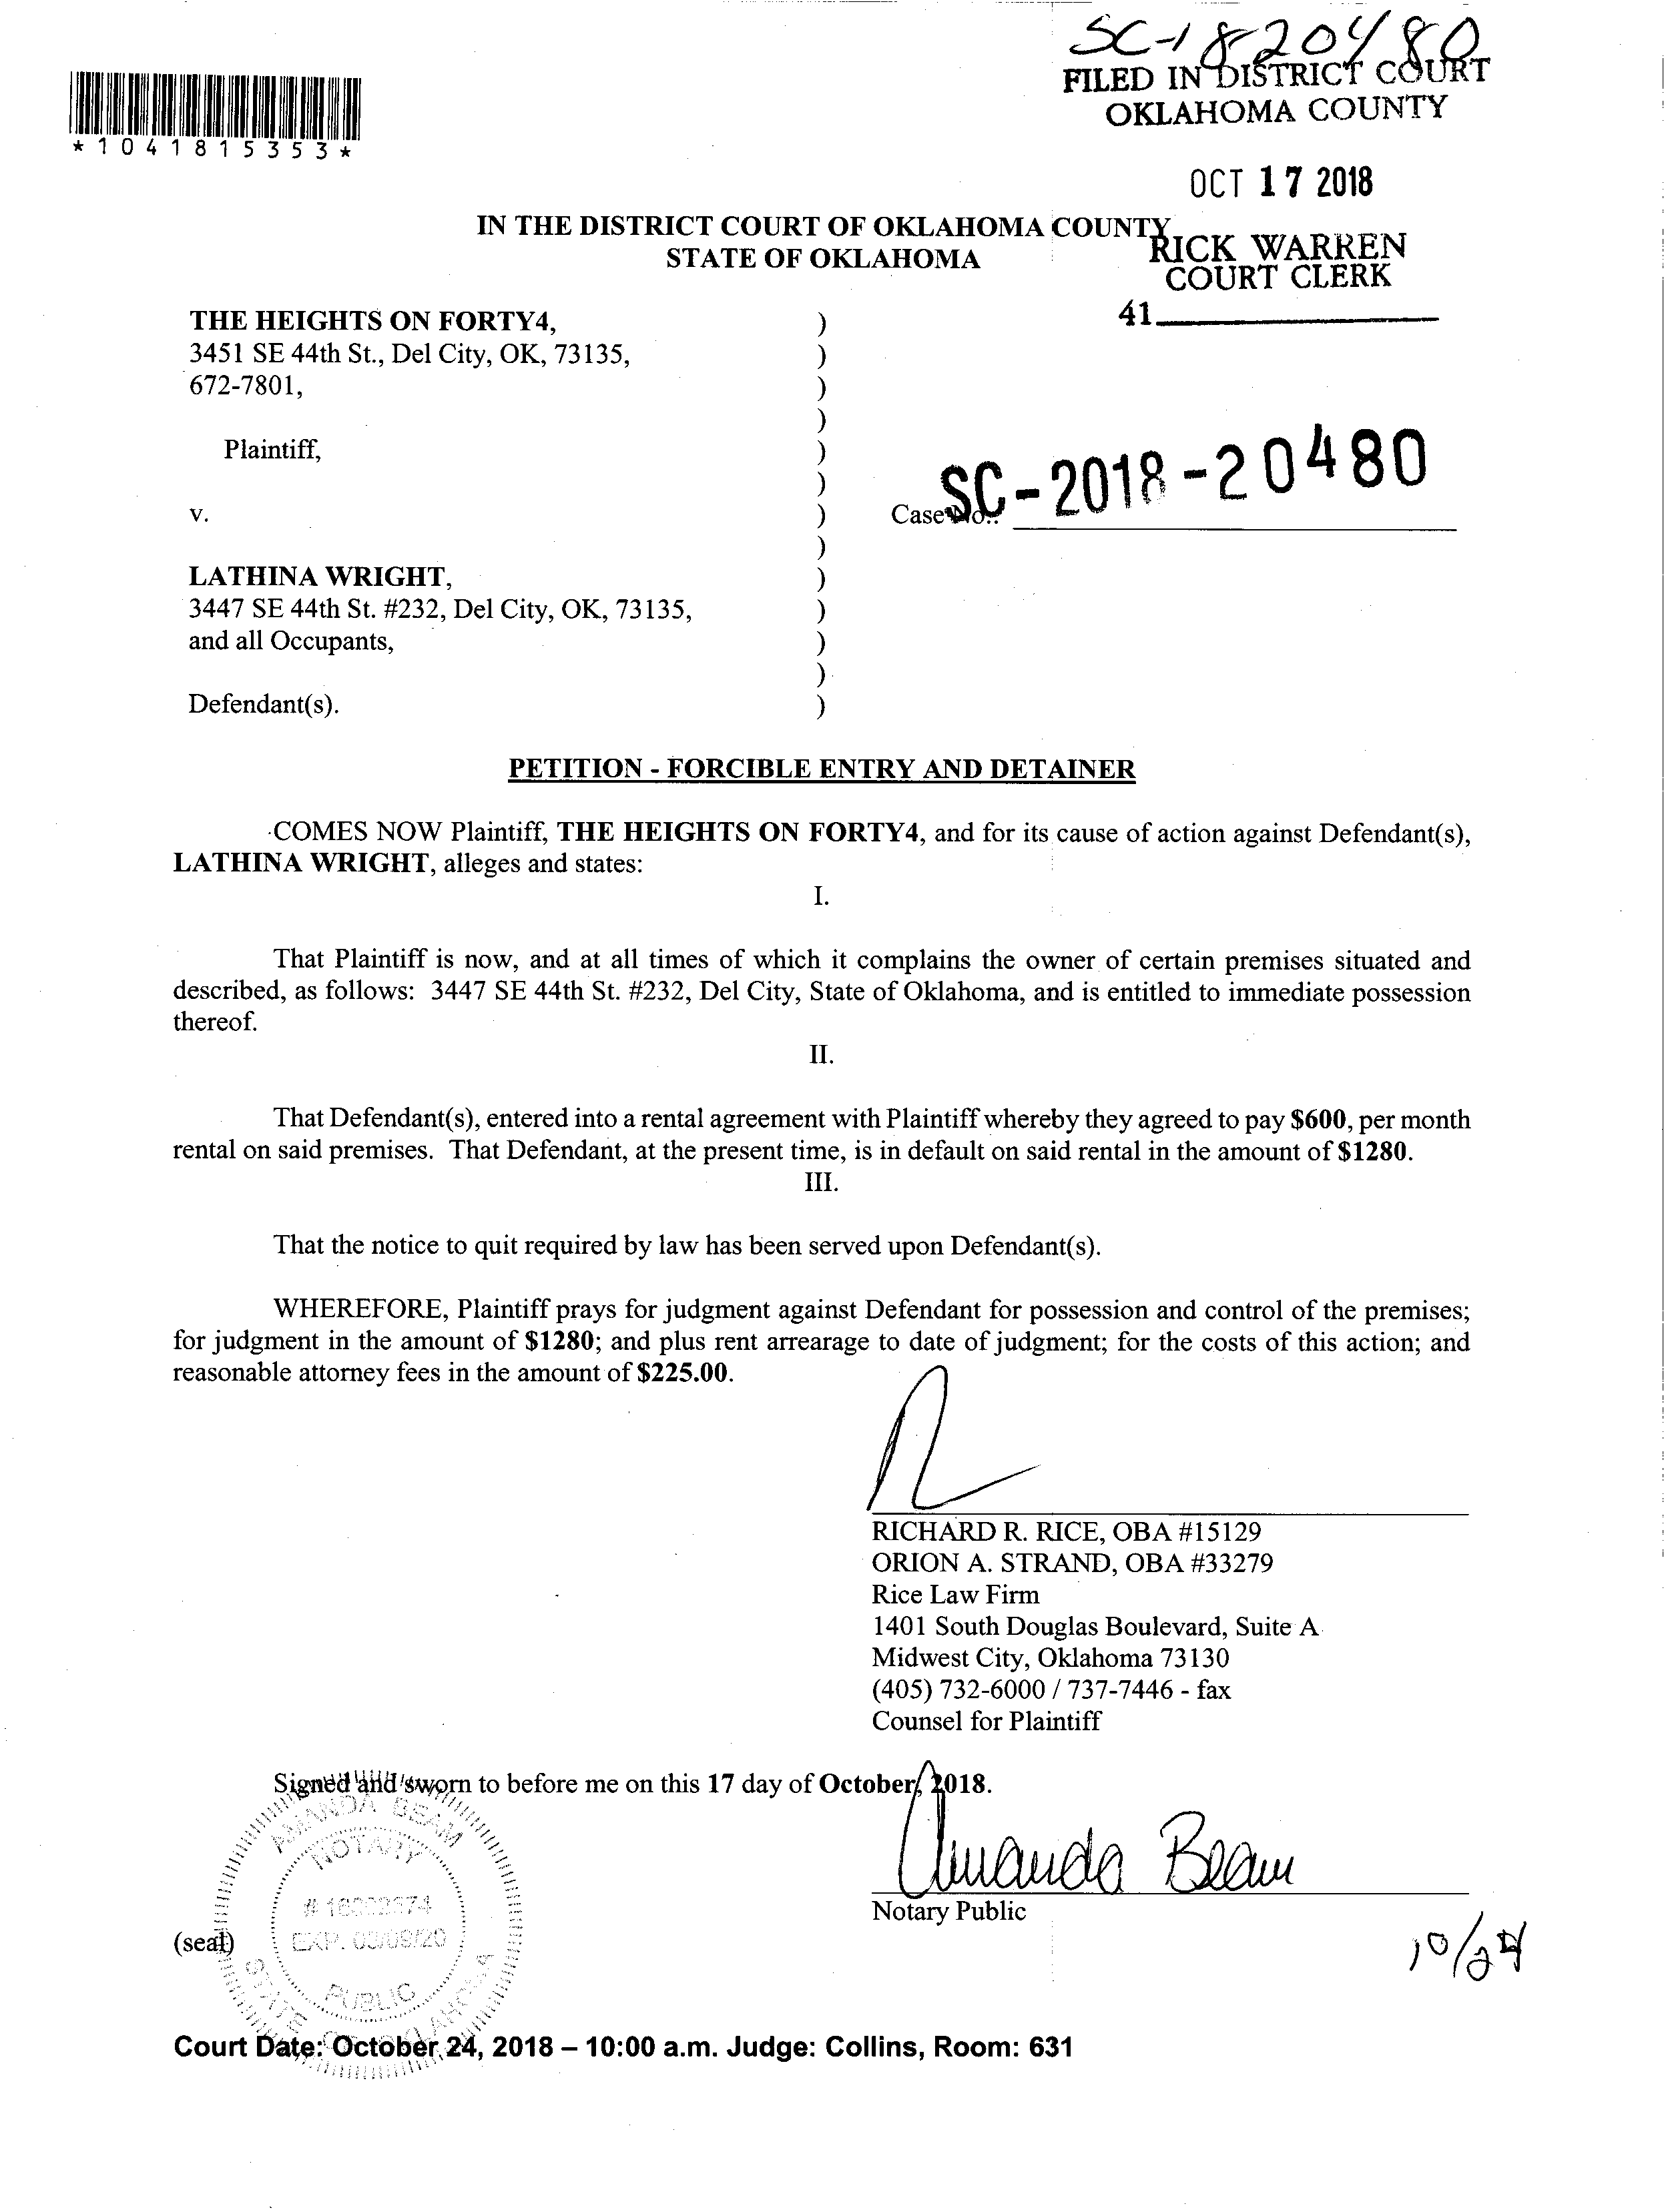 SC-18-20480
FILED IN DISTRICT COURT
OKLAHOMA COUNTY
*1041815353*
OCT 17 2018
IN THE DISTRICT COURT OF OKLAHOMA COUNTY
STATE OF OKLAHOMA
RICK WARREN
COURT CLERK
41
THE HEIGHTS ON FORTY4, )
3451 SE 44th St., Del City, OK, 73135, )
672-7801, )
)
Plaintiff, )
)
v. ) Case No.: SC-2018-20480
)
LATHINA WRIGHT, )
3447 SE 44th St. #232, Del City, OK, 73135, )
and all Occupants, )
)
Defendant(s). )
PETITION - FORCIBLE ENTRY AND DETAINER
COMES NOW Plaintiff, THE HEIGHTS ON FORTY4, and for its cause of action against Defendant(s),
LATHINA WRIGHT, alleges and states:
I.
That Plaintiff is now, and at all times of which it complains the owner of certain premises situated and
described, as follows: 3447 SE 44th St. #232, Del City, State of Oklahoma, and is entitled to immediate possession
thereof.
II.
That Defendant(s), entered into a rental agreement with Plaintiff whereby they agreed to pay $600, per month
rental on said premises. That Defendant, at the present time, is in default on said rental in the amount of $1280.
III.
That the notice to quit required by law has been served upon Defendant(s).
WHEREFORE, Plaintiff prays for judgment against Defendant for possession and control of the premises;
for judgment in the amount of $1280; and plus rent arrearage to date of judgment; for the costs of this action; and
reasonable attorney fees in the amount of $225.00.
RICHARD R. RICE, OBA #15129
ORION A. STRAND, OBA #33279
Rice Law Firm
1401 South Douglas Boulevard, Suite A
Midwest City, Oklahoma 73130
(405) 732-6000 / 737-7446 - fax
Counsel for Plaintiff
Signed and sworn to before me on this 17 day of October, 2018.
AMANDA BEAM
NOTARY
EXP. 03/09/20
PUBLIC
STATE OF OKLAHOMA
Amanda Beam
Notary Public
(seal)
10/24
Court Date: October 24, 2018 – 10:00 a.m. Judge: Collins, Room: 631